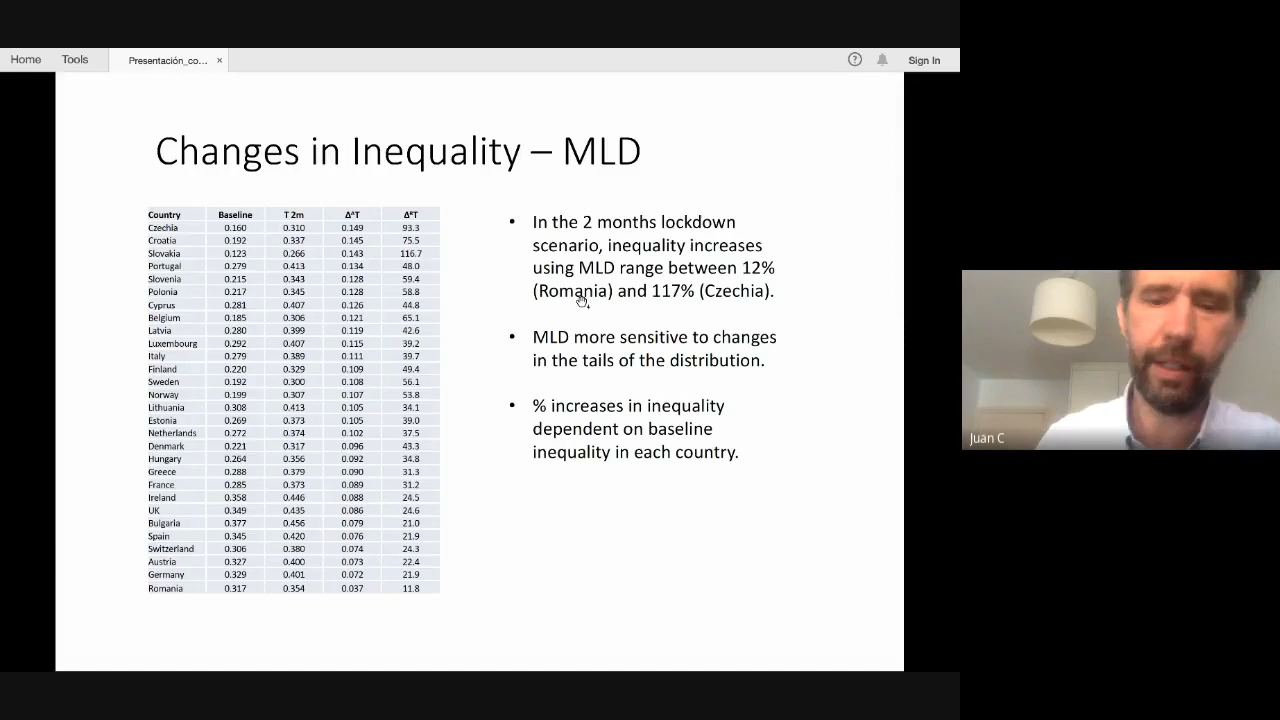 Home Tools Presentación_co... × Sign In
Changes in Inequality – MLD
Country Baseline T 2m ΔᴬT ΔᴿT
Czechia 0.160 0.310 0.149 93.3
Croatia 0.192 0.337 0.145 75.5
Slovakia 0.123 0.266 0.143 116.7
Portugal 0.279 0.413 0.134 48.0
Slovenia 0.215 0.343 0.128 59.4
Polonia 0.217 0.345 0.128 58.8
Cyprus 0.281 0.407 0.126 44.8
Belgium 0.185 0.306 0.121 65.1
Latvia 0.280 0.399 0.119 42.6
Luxembourg 0.292 0.407 0.115 39.2
Italy 0.279 0.389 0.111 39.7
Finland 0.220 0.329 0.109 49.4
Sweden 0.192 0.300 0.108 56.1
Norway 0.199 0.307 0.107 53.8
Lithuania 0.308 0.413 0.105 34.1
Estonia 0.269 0.373 0.105 39.0
Netherlands 0.272 0.374 0.102 37.5
Denmark 0.221 0.317 0.096 43.3
Hungary 0.264 0.356 0.092 34.8
Greece 0.288 0.379 0.090 31.3
France 0.285 0.373 0.089 31.2
Ireland 0.358 0.446 0.088 24.5
UK 0.349 0.435 0.086 24.6
Bulgaria 0.377 0.456 0.079 21.0
Spain 0.345 0.420 0.076 21.9
Switzerland 0.306 0.380 0.074 24.3
Austria 0.327 0.400 0.073 22.4
Germany 0.329 0.401 0.072 21.9
Romania 0.317 0.354 0.037 11.8
• In the 2 months lockdown
scenario, inequality increases
using MLD range between 12%
(Romania) and 117% (Czechia).
• MLD more sensitive to changes
in the tails of the distribution.
• % increases in inequality
dependent on baseline
inequality in each country.
Juan C